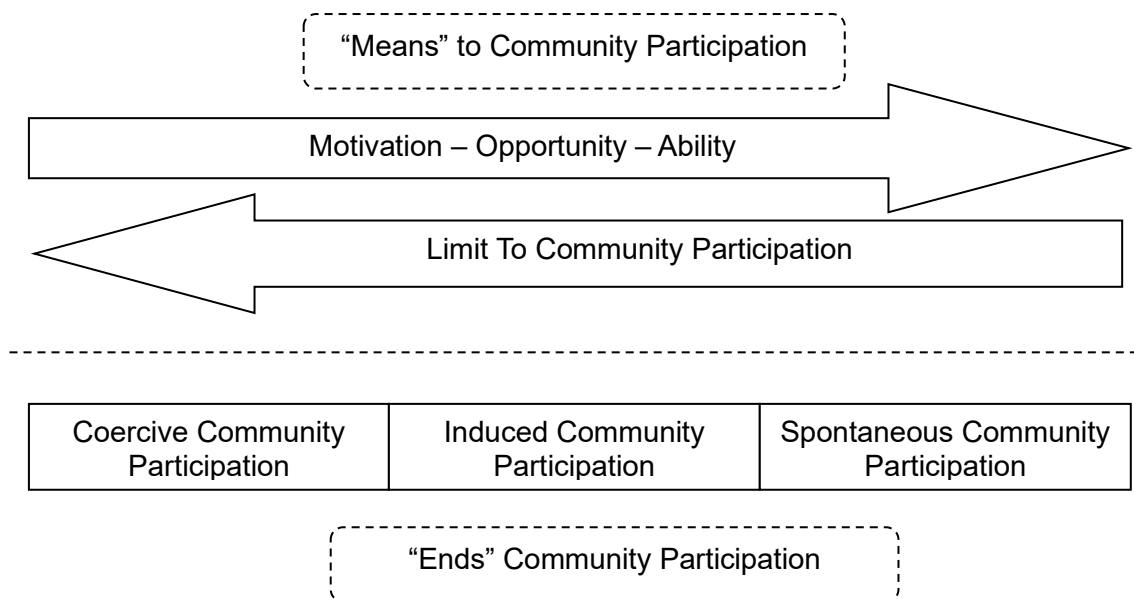 “Means” to Community Participation
Motivation – Opportunity – Ability
Limit To Community Participation
Coercive Community
Participation
Induced Community
Participation
Spontaneous Community
Participation
“Ends” Community Participation